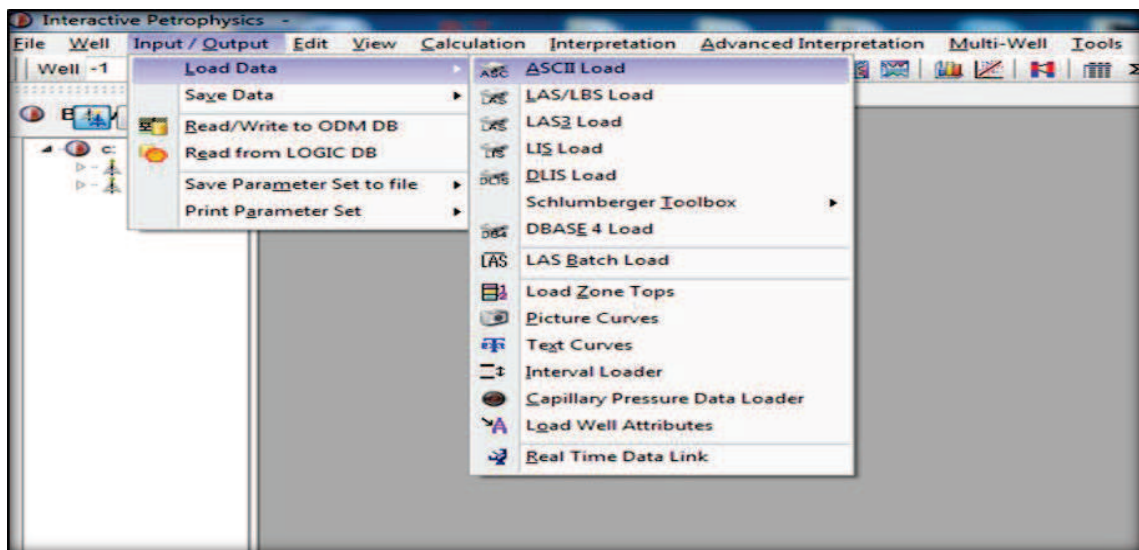 Interactive Petrophysics -
File Well Input / Output Edit View Calculation Interpretation Advanced Interpretation Multi-Well Tools
Well -1
Load Data
Save Data
Read/Write to ODM DB
Read from LOGIC DB
Save Parameter Set to file
Print Parameter Set
c:
ASCII Load
LAS/LBS Load
LAS3 Load
LIS Load
DLIS Load
Schlumberger Toolbox
DBASE 4 Load
LAS LAS Batch Load
Load Zone Tops
Picture Curves
Text Curves
Interval Loader
Capillary Pressure Data Loader
Load Well Attributes
Real Time Data Link